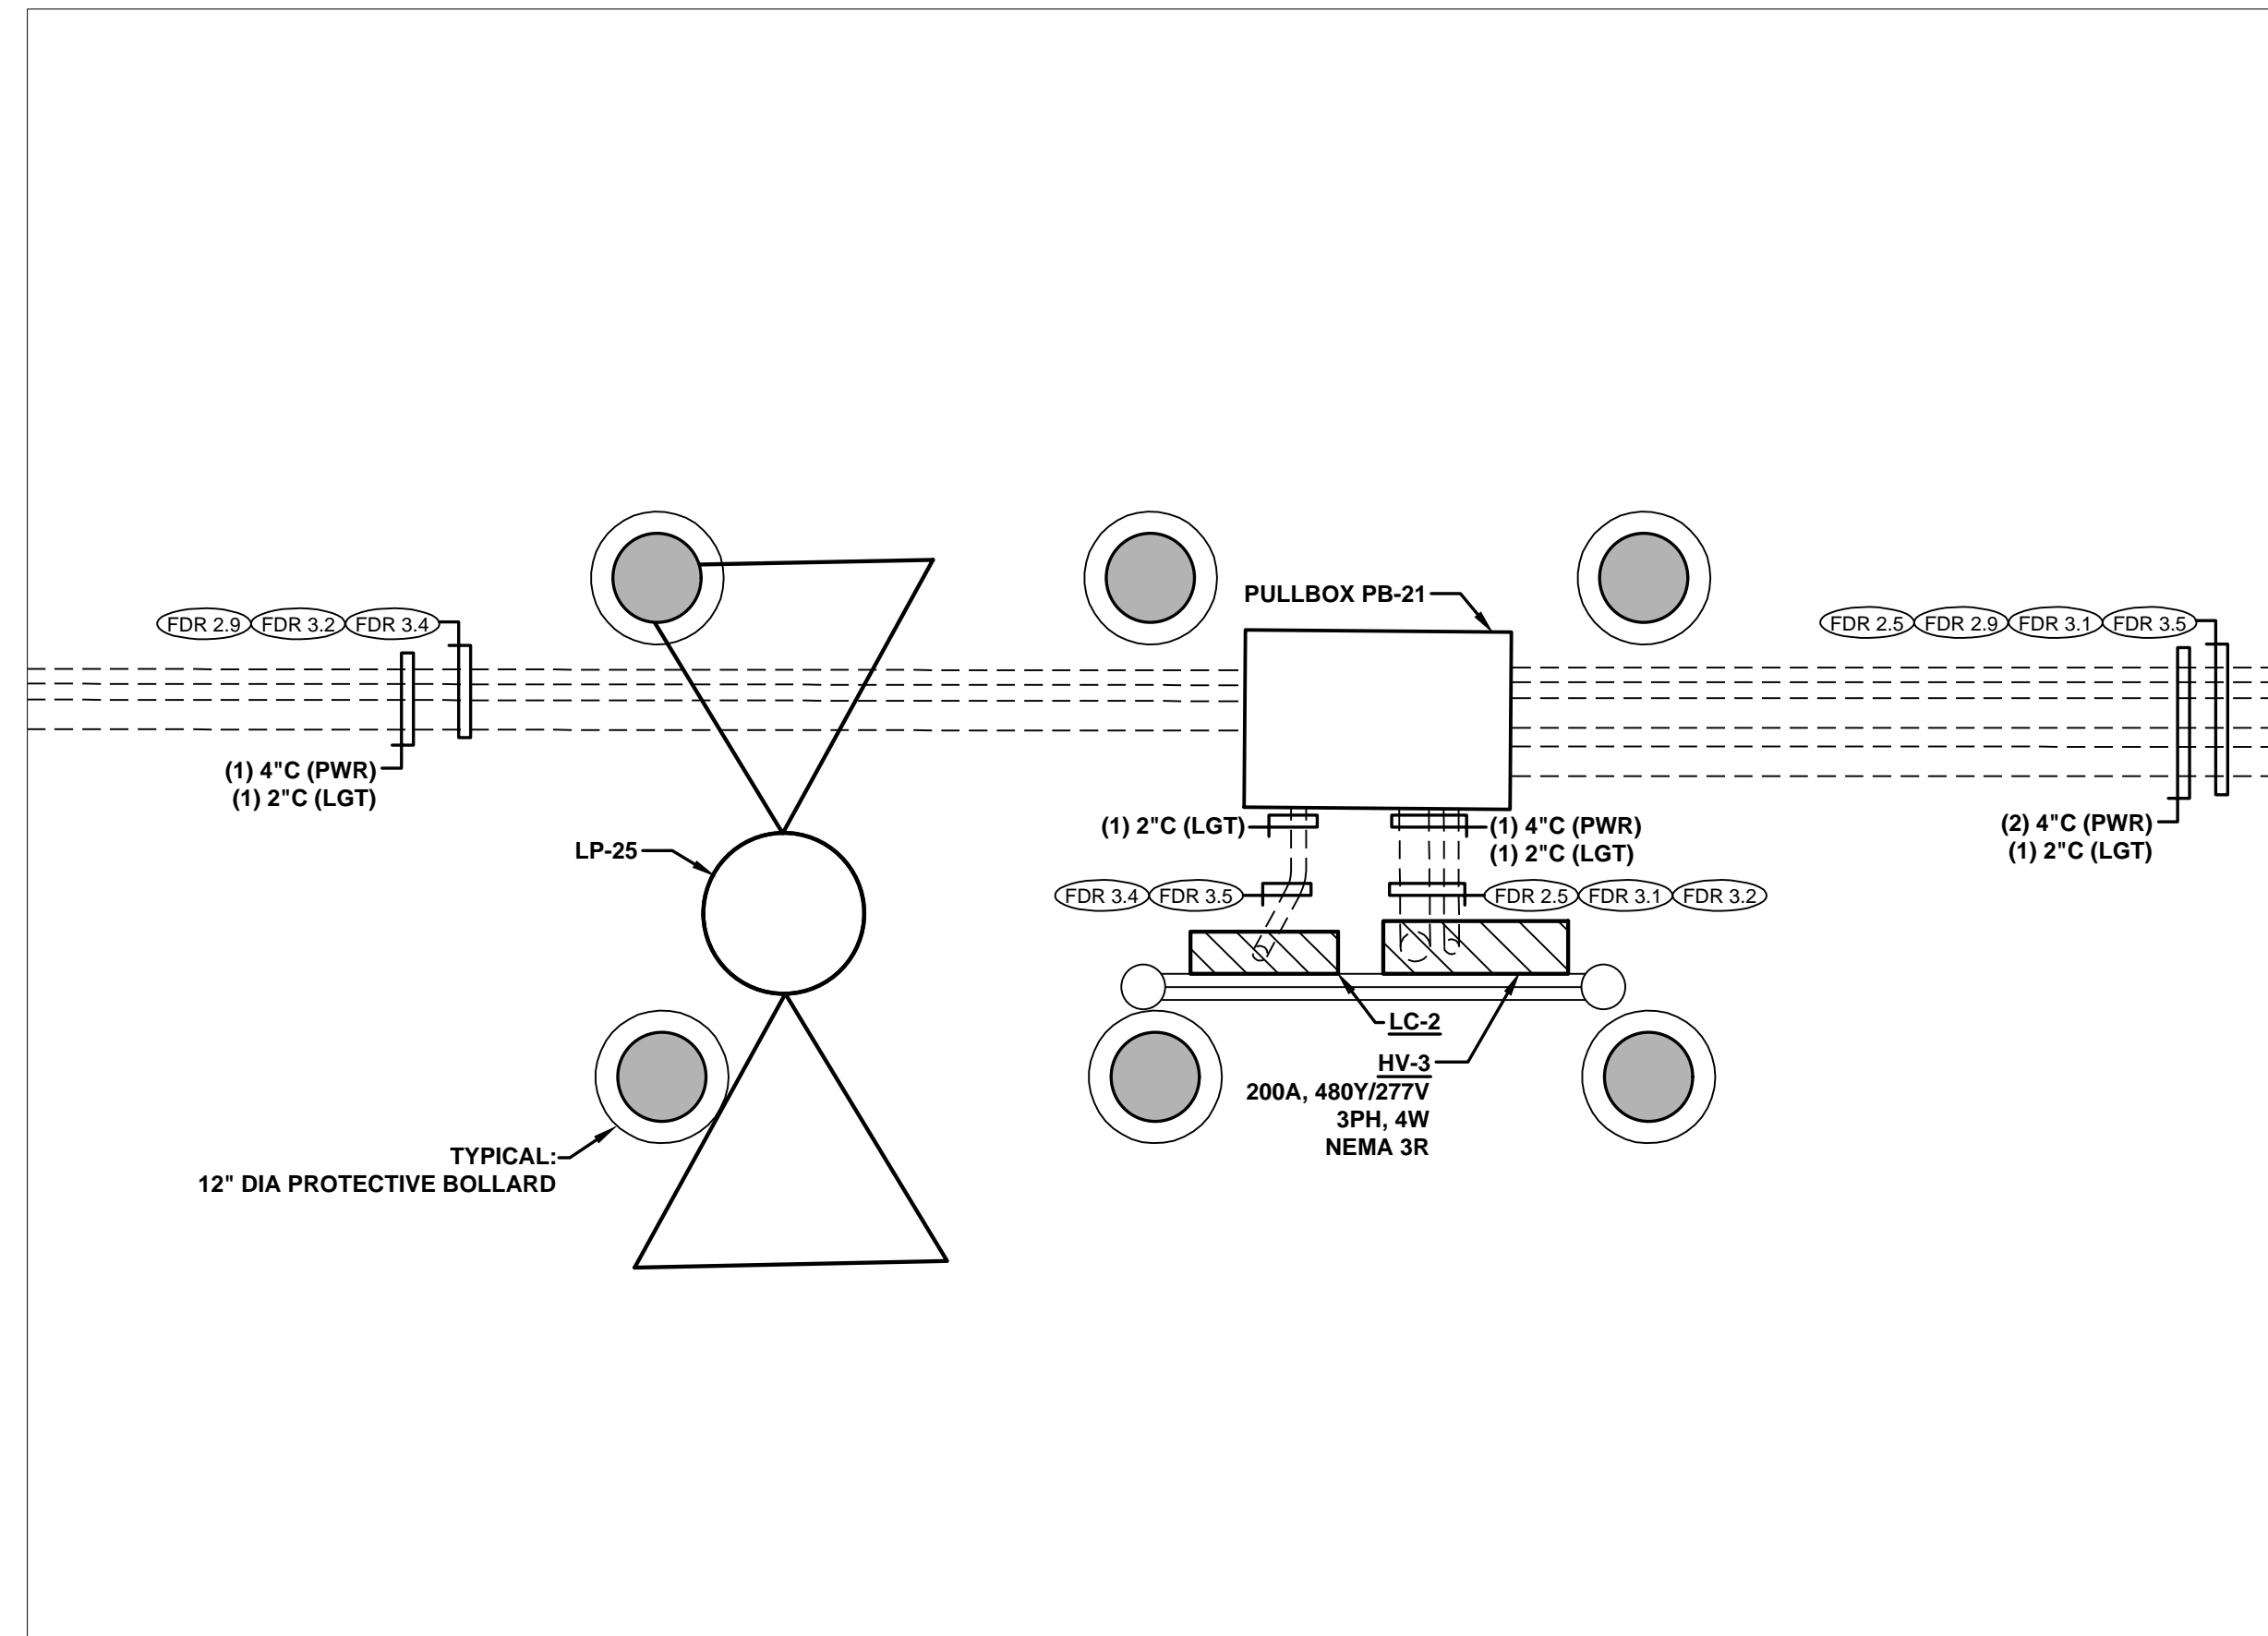 PULLBOX PB-21
FDR 2.9 FDR 3.2 FDR 3.4
FDR 2.5 FDR 2.9 FDR 3.1 FDR 3.5
(1) 4"C (PWR)
(1) 2"C (LGT)
(1) 2"C (LGT)
(1) 4"C (PWR)
(1) 2"C (LGT)
(2) 4"C (PWR)
(1) 2"C (LGT)
LP-25
FDR 3.4 FDR 3.5
FDR 2.5 FDR 3.1 FDR 3.2
LC-2
HV-3
200A, 480Y/277V
3PH, 4W
NEMA 3R
TYPICAL:
12" DIA PROTECTIVE BOLLARD